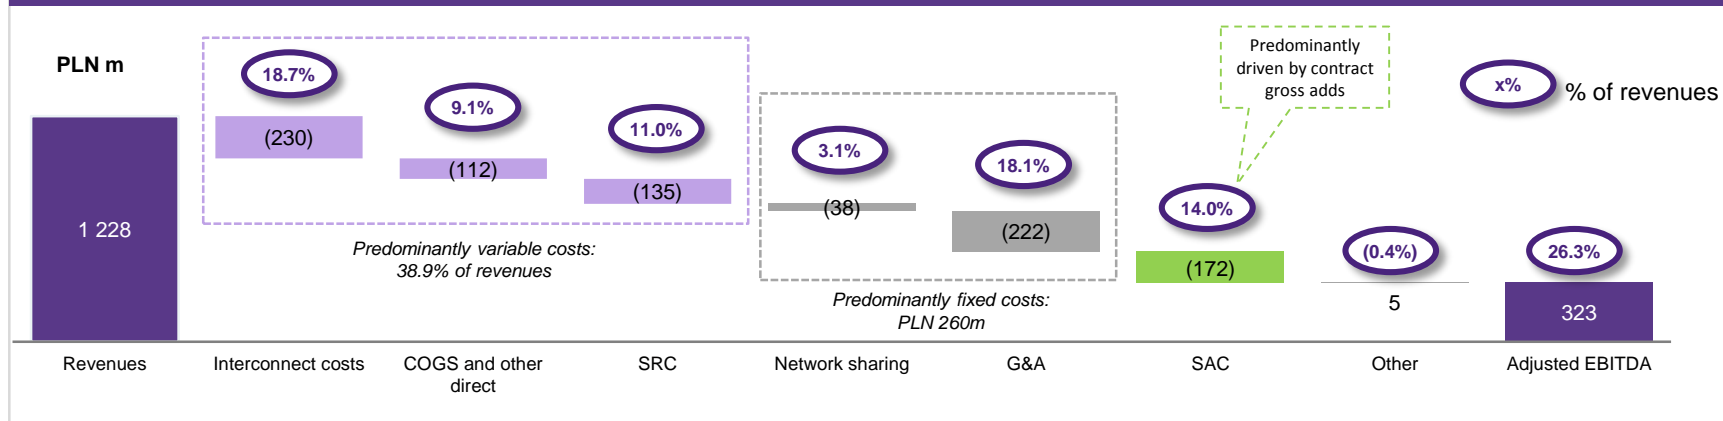 PLN m
18.7%
9.1%
11.0%
3.1%
18.1%
14.0%
(0.4%)
26.3%
Predominantly
driven by contract
gross adds
x%
% of revenues
1 228
(230)
(112)
(135)
(38)
(222)
(172)
5
323
Predominantly variable costs:
38.9% of revenues
Predominantly fixed costs:
PLN 260m
Revenues
Interconnect costs
COGS and other
direct
SRC
Network sharing
G&A
SAC
Other
Adjusted EBITDA